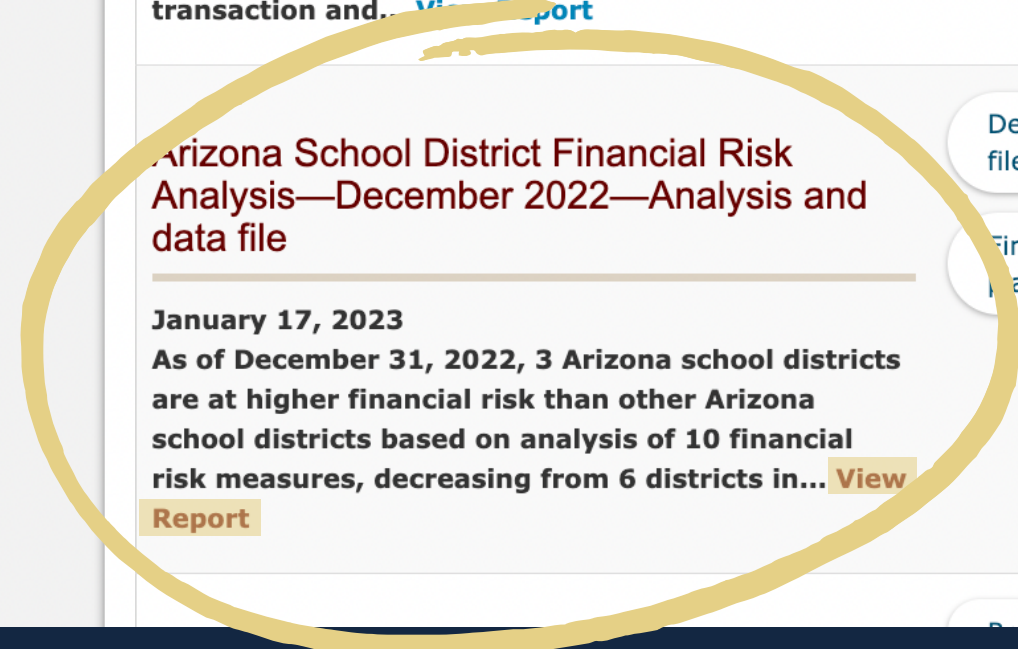 transaction and... View Report
Arizona School District Financial Risk
Analysis—December 2022—Analysis and
data file
January 17, 2023
As of December 31, 2022, 3 Arizona school districts
are at higher financial risk than other Arizona
school districts based on analysis of 10 financial
risk measures, decreasing from 6 districts in... View
Report